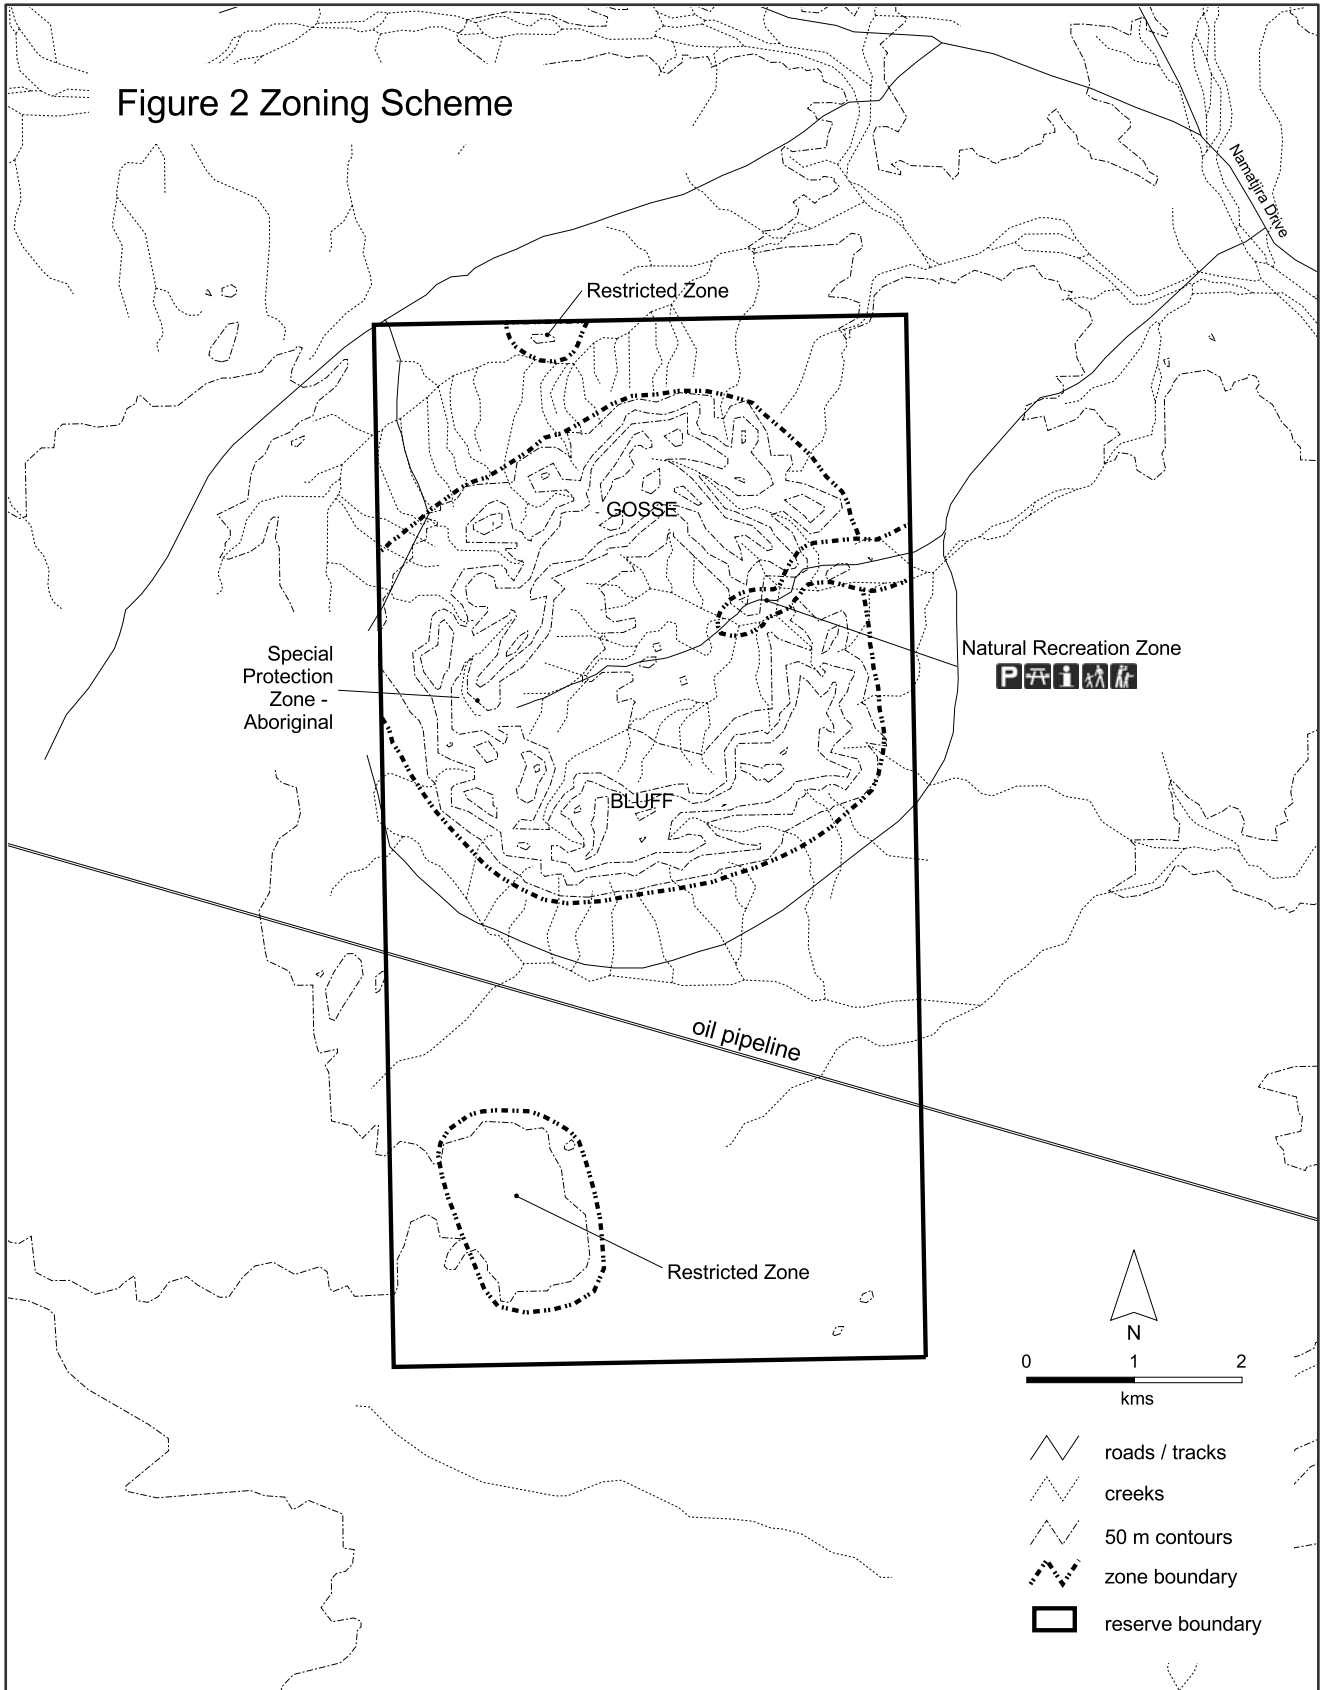 Figure 2 Zoning Scheme
Namatjira Drive
Restricted Zone
GOSSE
Special
Protection
Zone -
Aboriginal
Natural Recreation Zone
P
i
BLUFF
oil pipeline
Restricted Zone
N
0 1 2
kms
roads / tracks
creeks
50 m contours
zone boundary
reserve boundary